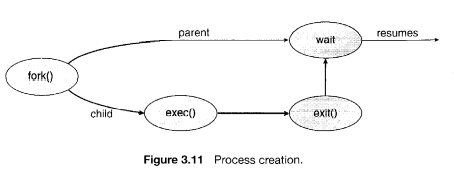 parent
wait
resumes
fork()
child
exec()
exit()
Figure 3.11 Process creation.